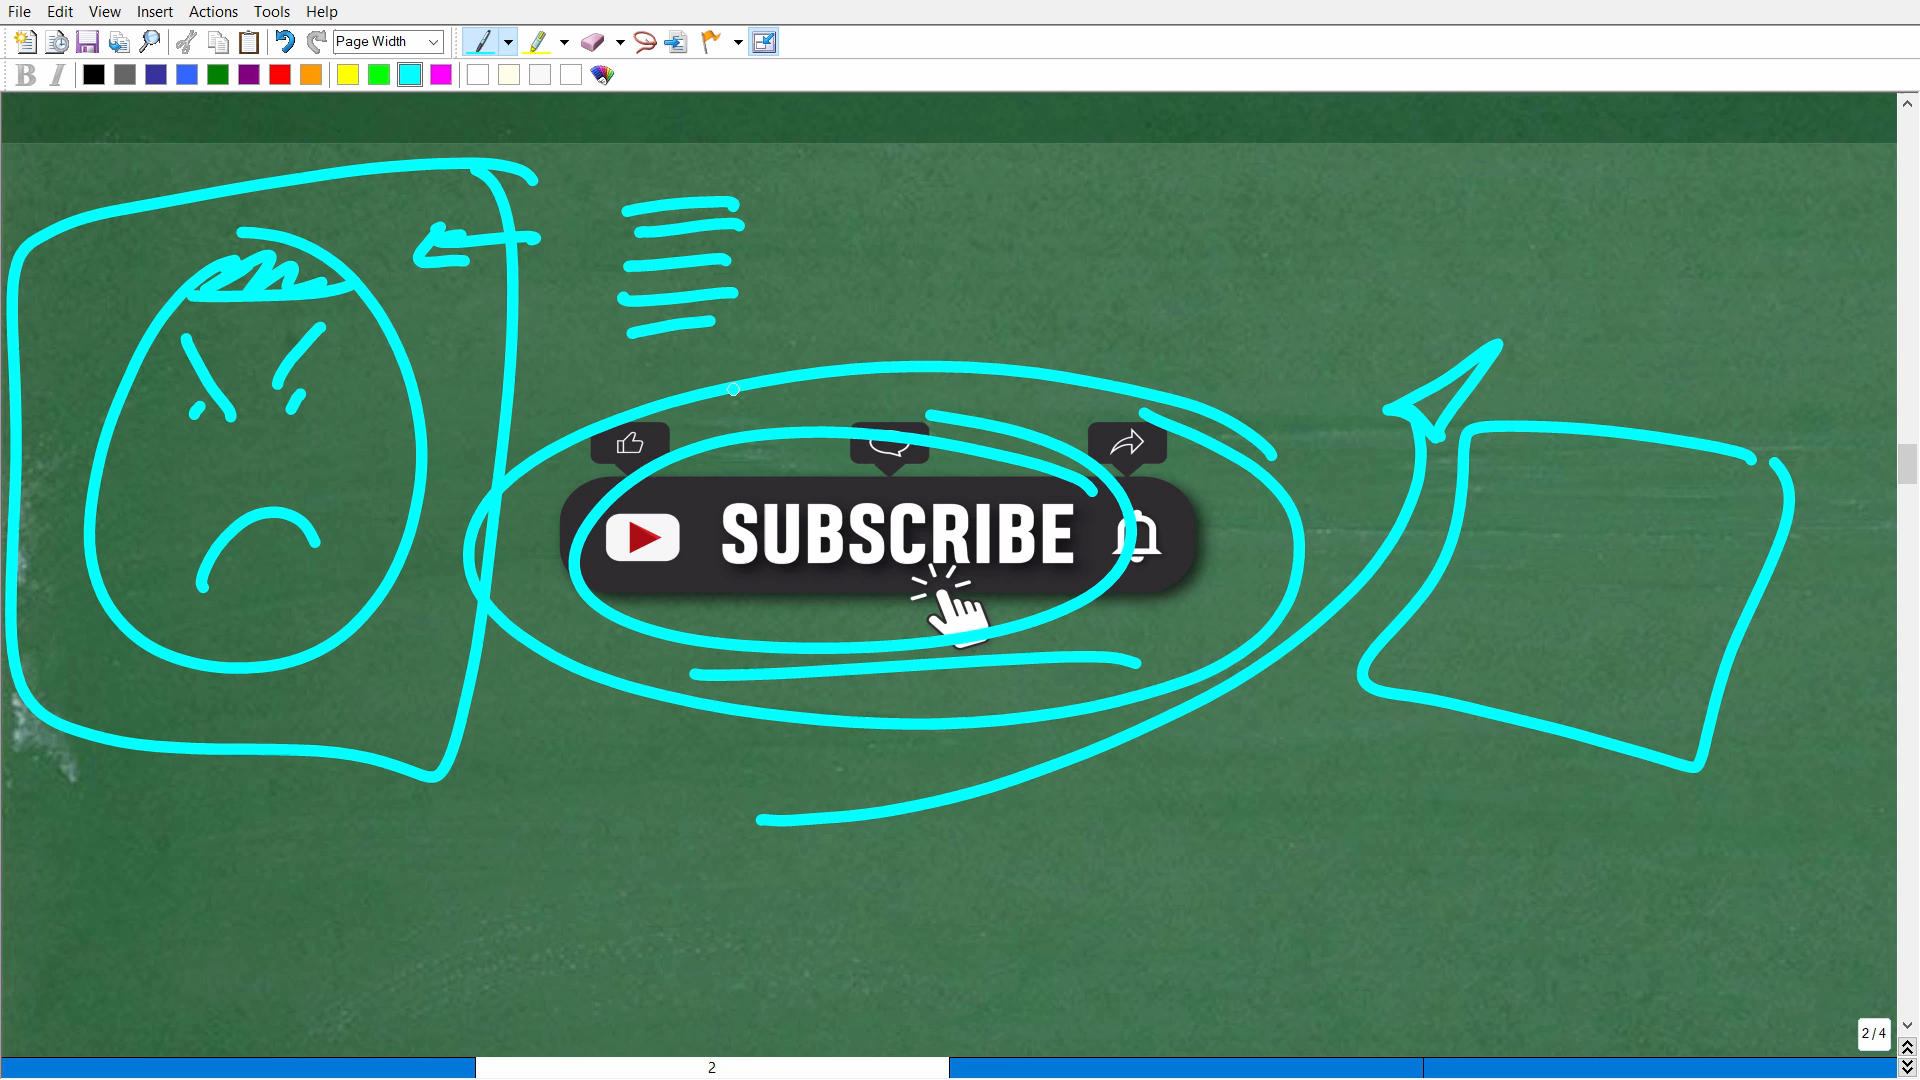 File Edit View Insert Actions Tools Help
Page Width
B I
SUBSCRIBE
2 / 4
2